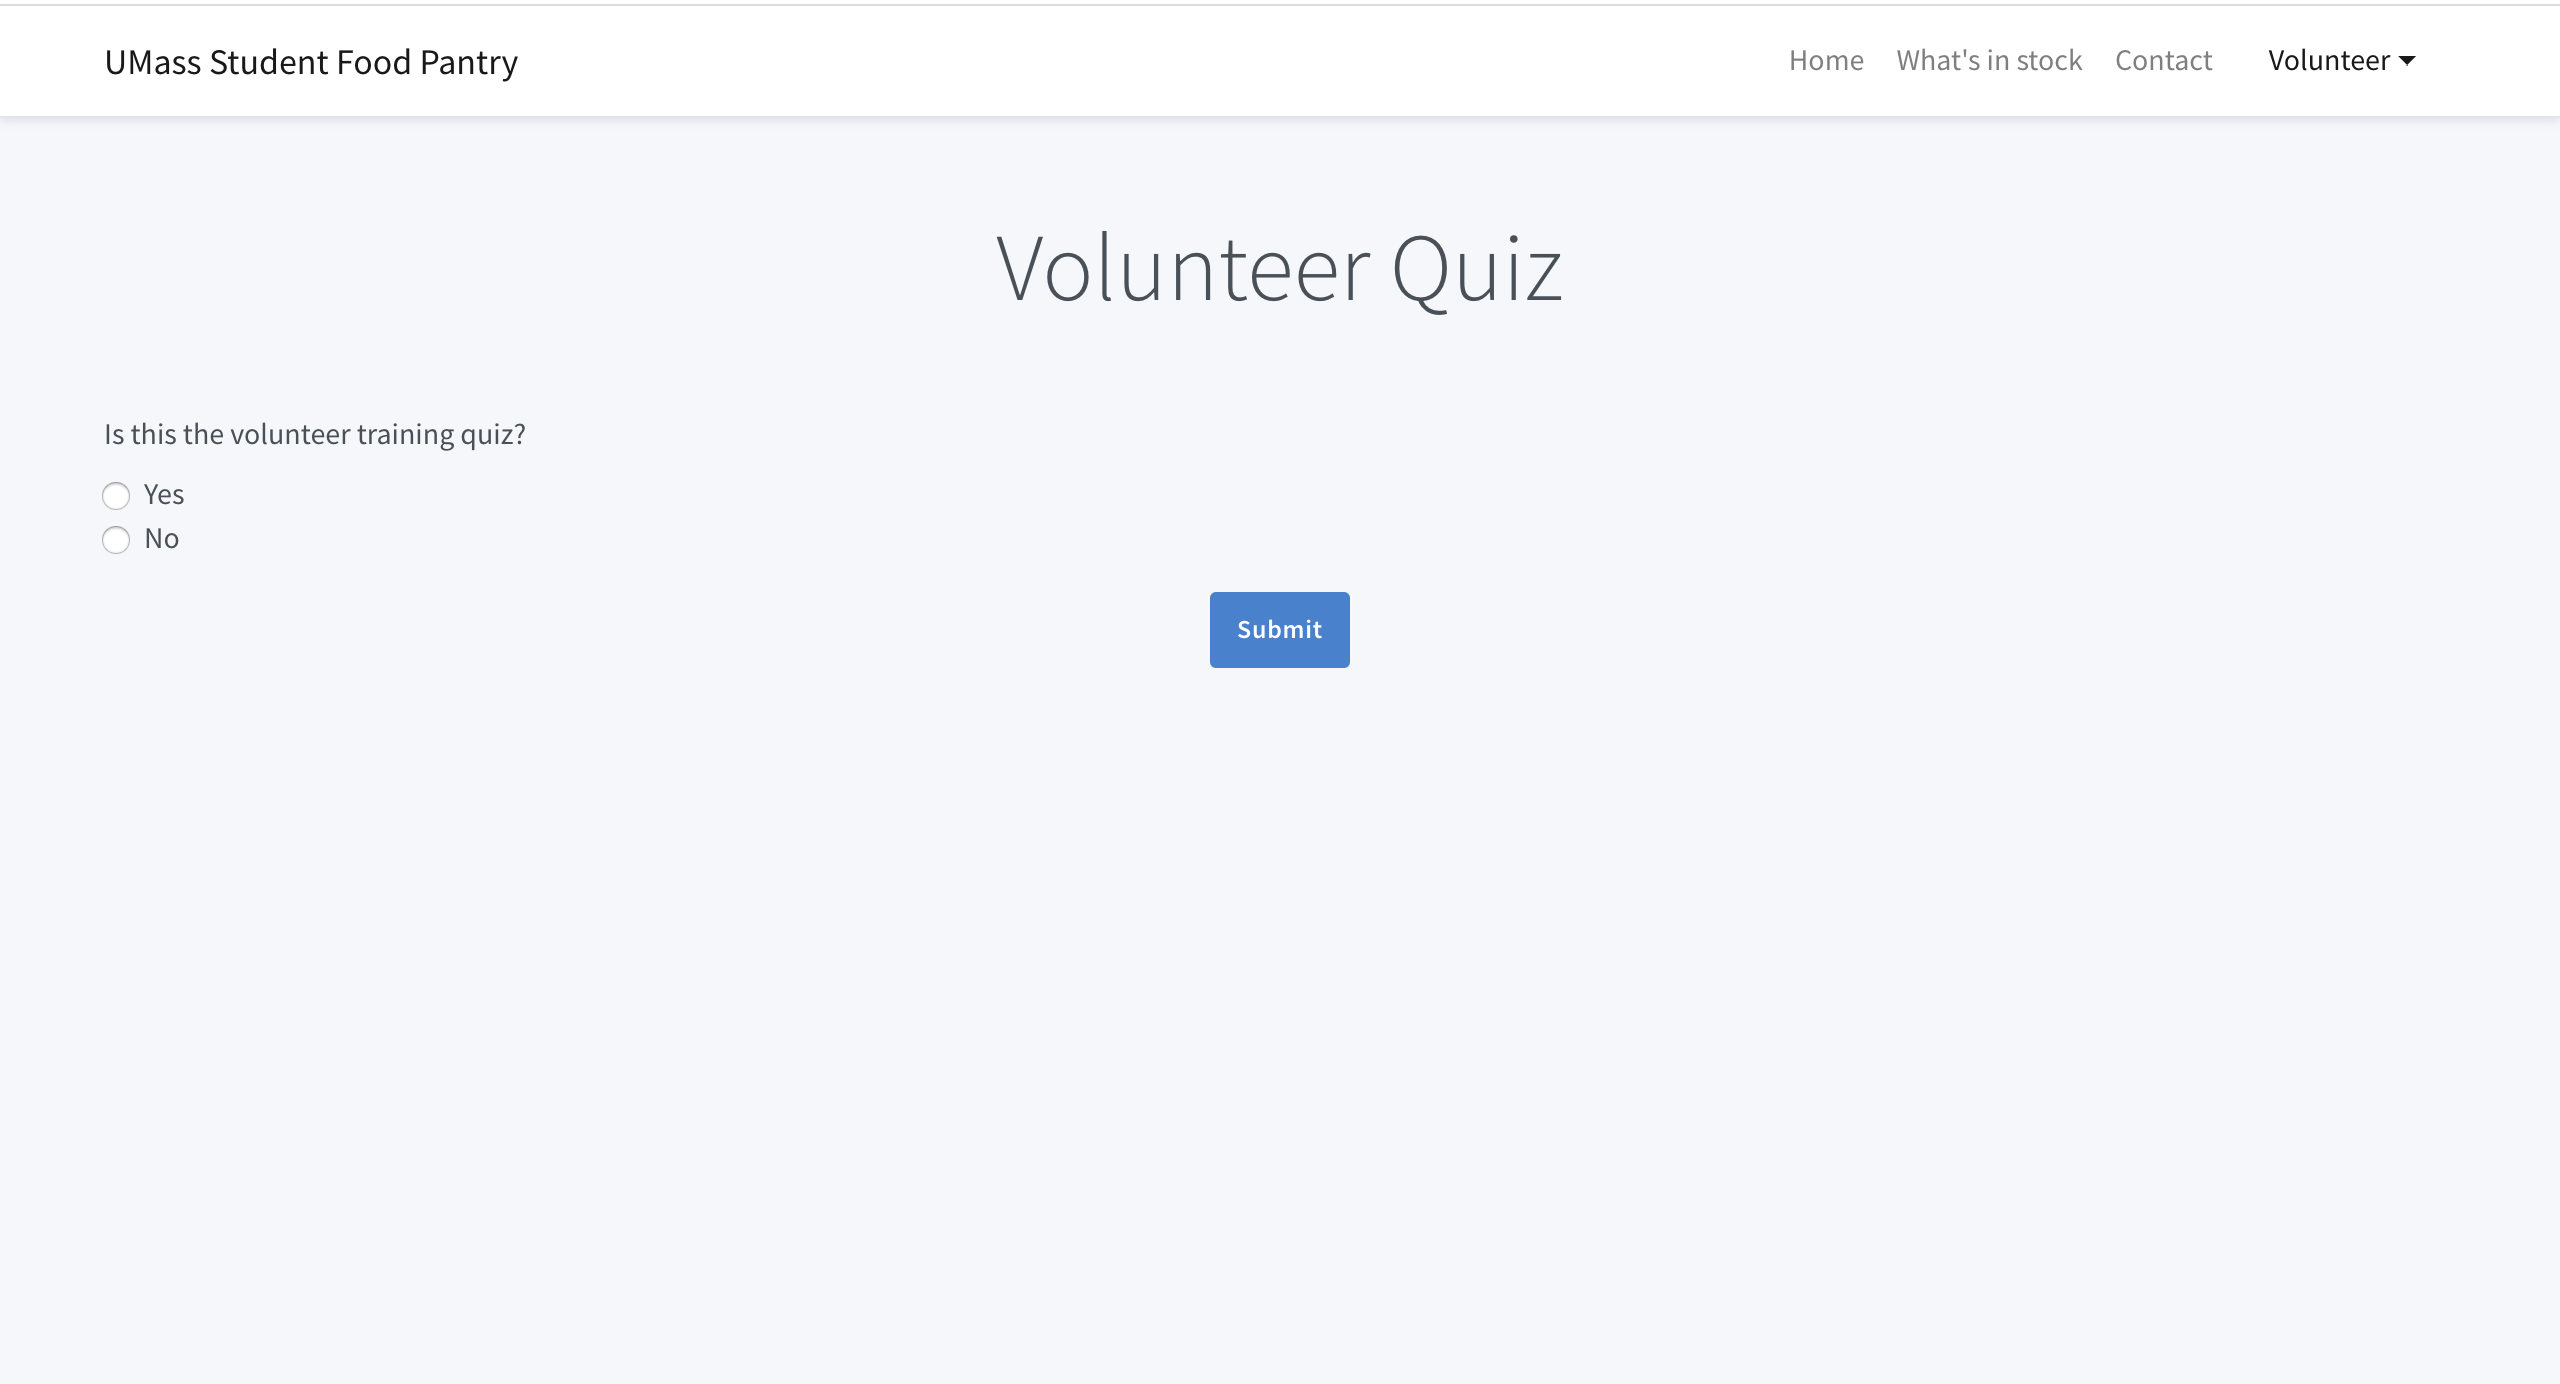 UMass Student Food Pantry
Home What's in stock Contact Volunteer
Volunteer Quiz
Is this the volunteer training quiz?
Yes
No
Submit